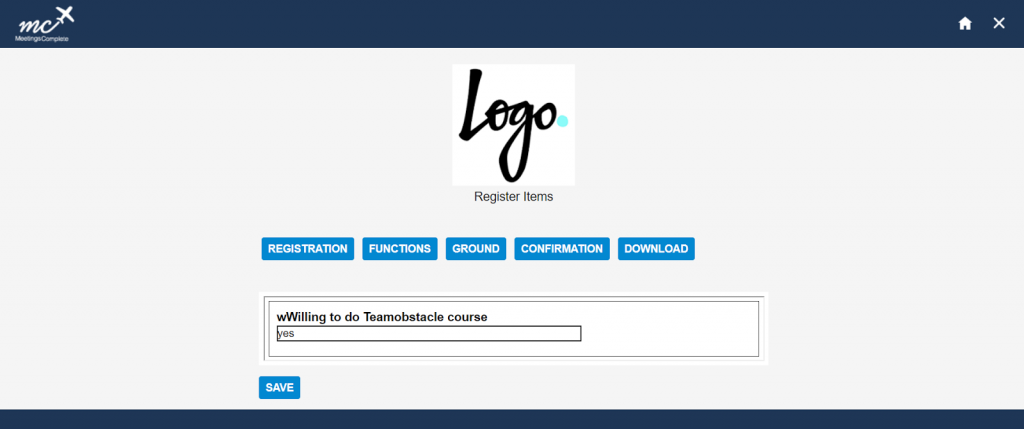 mc
MeetingsComplete
Logo.
Register Items
REGISTRATION FUNCTIONS GROUND CONFIRMATION DOWNLOAD
wWilling to do Teamobstacle course
yes
SAVE